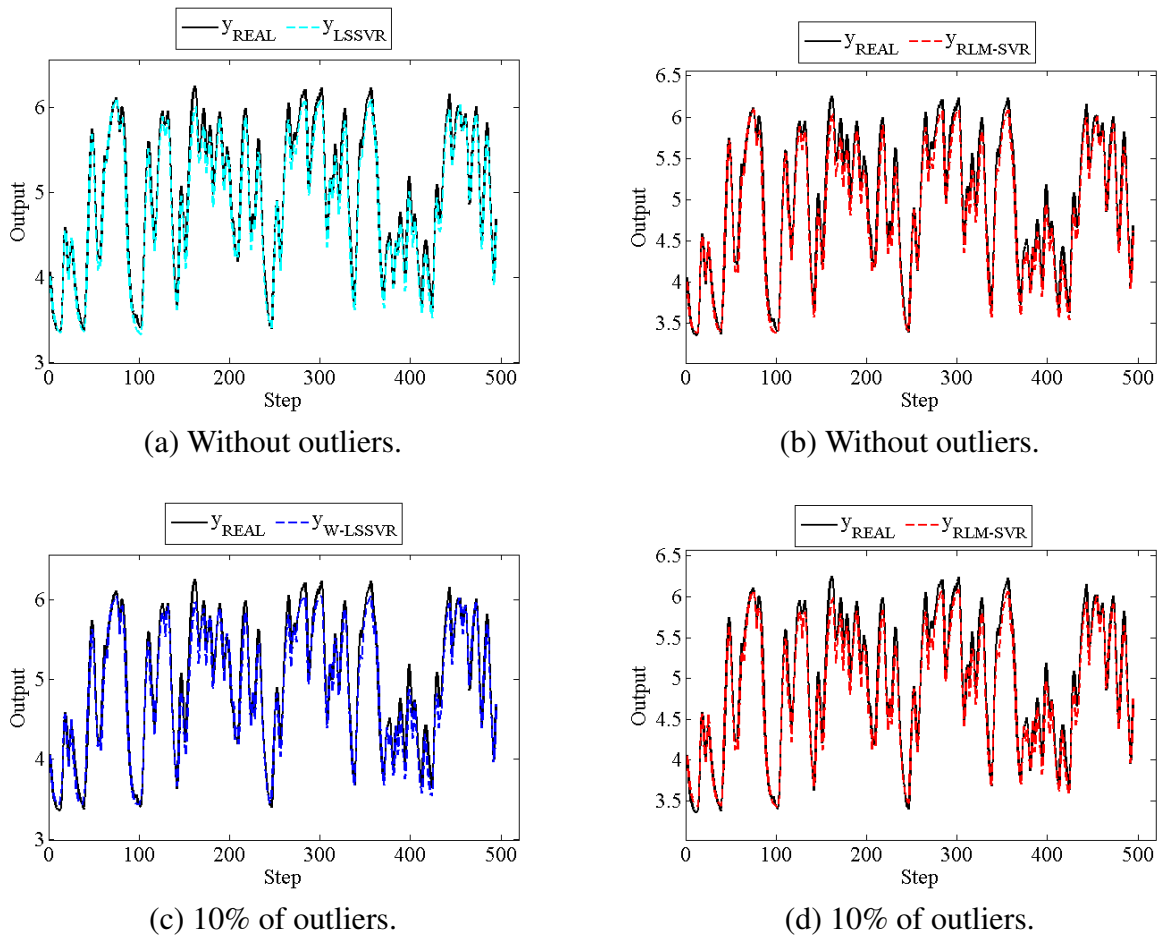 y_REAL y_LSSVR
Output
6
5
4
3
0 100 200 300 400 500
Step
(a) Without outliers.
y_REAL y_RLM-SVR
Output
6.5
6
5.5
5
4.5
4
3.5
0 100 200 300 400 500
Step
(b) Without outliers.
y_REAL y_W-LSSVR
Output
6
5
4
3
0 100 200 300 400 500
Step
(c) 10% of outliers.
y_REAL y_RLM-SVR
Output
6.5
6
5.5
5
4.5
4
3.5
0 100 200 300 400 500
Step
(d) 10% of outliers.